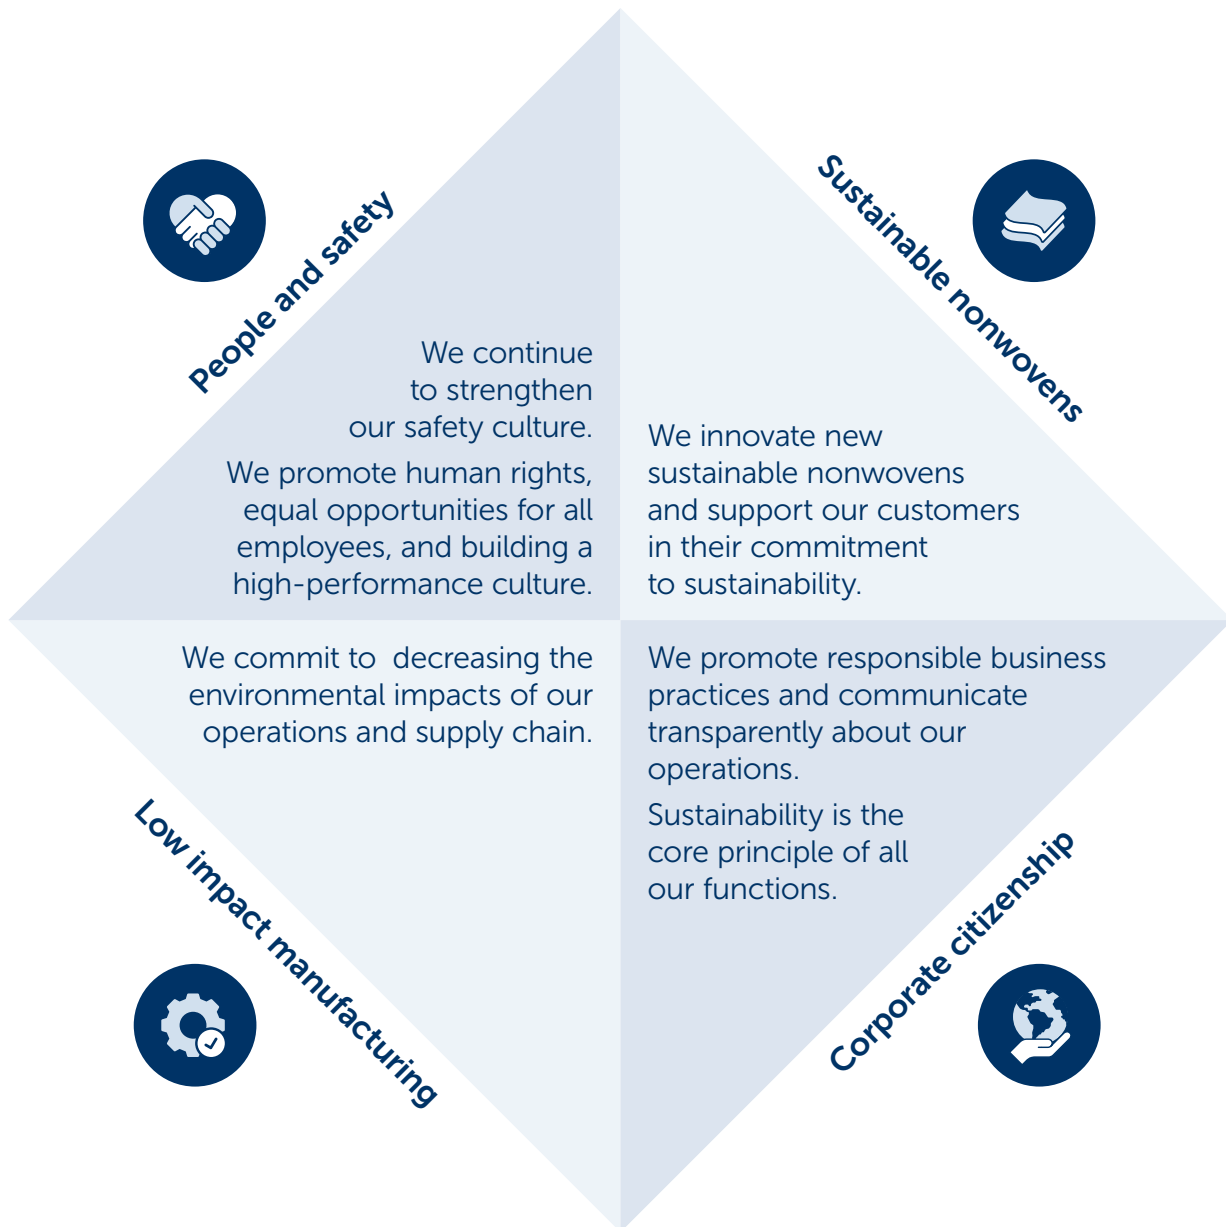 People and safety
We continue
to strengthen
our safety culture.
We promote human rights,
equal opportunities for all
employees, and building a
high-performance culture.
Sustainable nonwovens
We innovate new
sustainable nonwovens
and support our customers
in their commitment
to sustainability.
Low impact manufacturing
We commit to decreasing the
environmental impacts of our
operations and supply chain.
Corporate citizenship
We promote responsible business
practices and communicate
transparently about our
operations.
Sustainability is the
core principle of all
our functions.